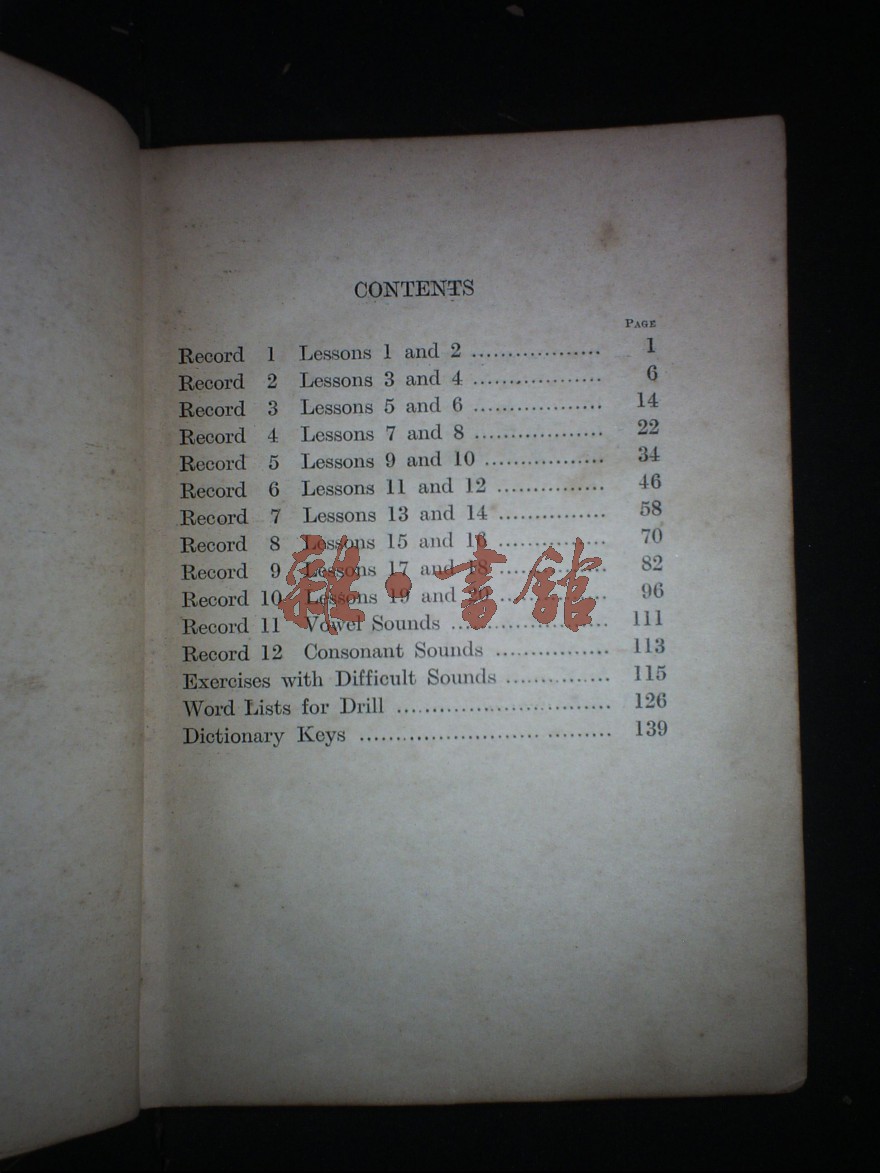 CONTENTS
PAGE
Record 1 Lessons 1 and 2 .................. 1
Record 2 Lessons 3 and 4 .................. 6
Record 3 Lessons 5 and 6 .................. 14
Record 4 Lessons 7 and 8 .................. 22
Record 5 Lessons 9 and 10 ................. 34
Record 6 Lessons 11 and 12 ............... 46
Record 7 Lessons 13 and 14 ............... 58
Record 8 Lessons 15 and 16 ............... 70
Record 9 Lessons 17 and 18 ............... 82
Record 10 Lessons 19 and 20 ............... 96
Record 11 Vowel Sounds ...................... 111
Record 12 Consonant Sounds ................ 113
Exercises with Difficult Sounds ............... 115
Word Lists for Drill .............................. 126
Dictionary Keys ................................... 139
雜·書館